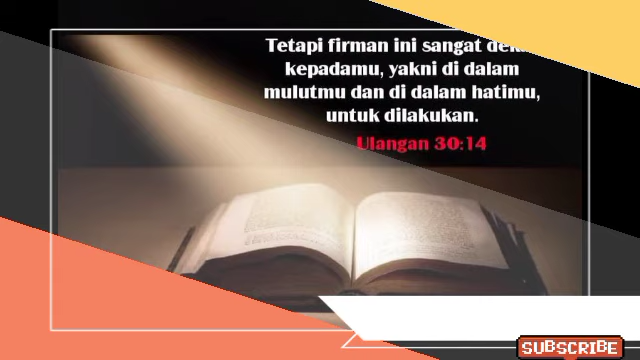 Tetapi firman ini sangat
kepadamu, yakni di dalam
mulutmu dan di dalam hatimu,
untuk dilakukan.
Ulangan 30:14
SUBSCRIBE